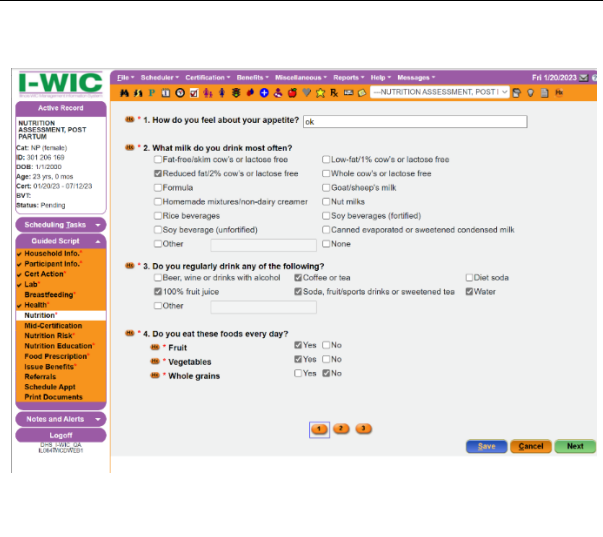 I-WIC
File Scheduler Certification Benefits Miscellaneous Reports Help Messages Fri 1/20/2023
---NUTRITION ASSESSMENT, POST I
Active Record
NUTRITION
ASSESSMENT, POST
PARTUM
Cat: NP (female)
ID: 301 206 169
DOB: 1/1/2000
Age: 23 yrs, 0 mos
Cert: 01/20/23 - 07/12/23
BVT:
Status: Pending
Scheduling Tasks
Guided Script
Household Info.*
Participant Info.*
Cert Action*
Lab*
Breastfeeding*
Health*
Nutrition*
Mid-Certification
Nutrition Risk*
Nutrition Education*
Food Prescription*
Issue Benefits*
Referrals
Schedule Appt
Print Documents
Notes and Alerts
Logoff
* 1. How do you feel about your appetite? ok
* 2. What milk do you drink most often?
Fat-free/skim cow's or lactose free Low-fat/1% cow's or lactose free
Reduced fat/2% cow's or lactose free Whole cow's or lactose free
Formula Goat/sheep's milk
Homemade mixtures/non-dairy creamer Nut milks
Rice beverages Soy beverages (fortified)
Soy beverage (unfortified) Canned evaporated or sweetened condensed milk
Other None
* 3. Do you regularly drink any of the following?
Beer, wine or drinks with alcohol Coffee or tea Diet soda
100% fruit juice Soda, fruit/sports drinks or sweetened tea Water
Other
* 4. Do you eat these foods every day?
* Fruit Yes No
* Vegetables Yes No
* Whole grains Yes No
1 2 3
Save Cancel Next